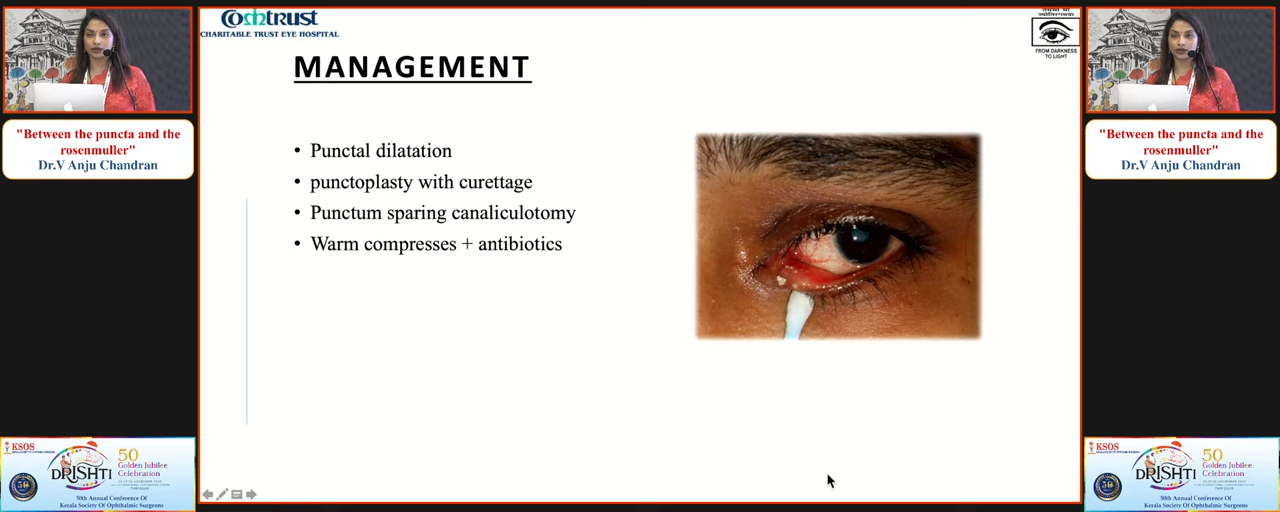 Comtrust
CHARITABLE TRUST EYE HOSPITAL
FROM DARKNESS
TO LIGHT
MANAGEMENT
• Punctal dilatation
• punctoplasty with curettage
• Punctum sparing canaliculotomy
• Warm compresses + antibiotics
"Between the puncta and the
rosenmuller"
Dr.V Anju Chandran
"Between the puncta and the
rosenmuller"
Dr.V Anju Chandran
KSOS
DRISHTI
50
Golden Jubilee
Celebration
50th Annual Conference Of
Kerala Society Of Ophthalmic Surgeons
KSOS
DRISHTI
50
Golden Jubilee
Celebration
50th Annual Conference Of
Kerala Society Of Ophthalmic Surgeons